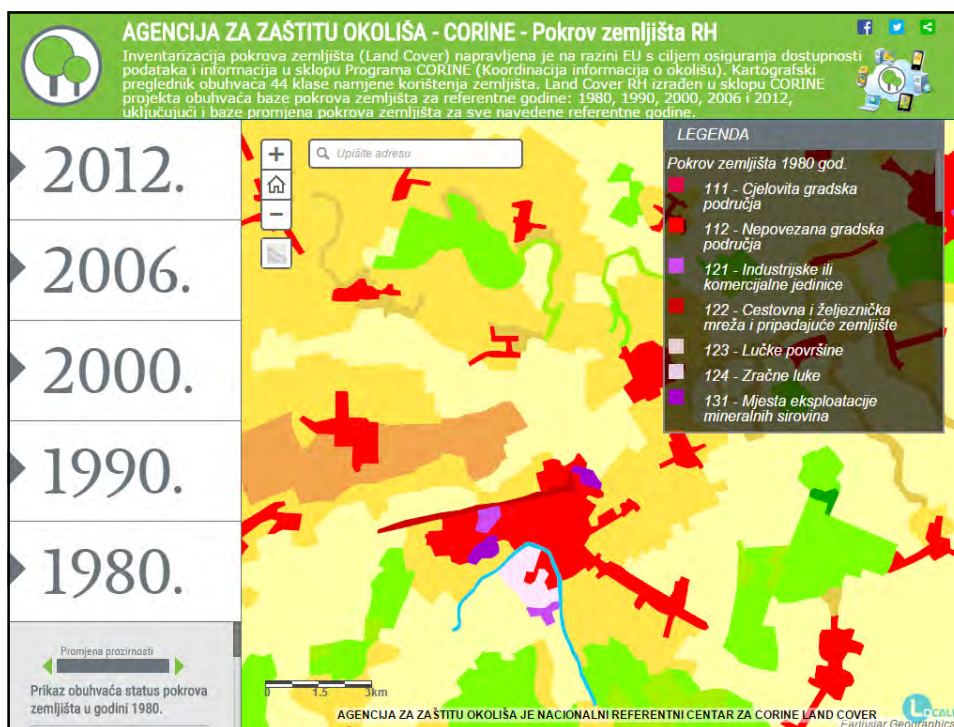 AGENCIJA ZA ZAŠTITU OKOLIŠA - CORINE - Pokrov zemljišta RH
Inventarizacija pokrova zemljišta (Land Cover) napravljena je na razini EU s ciljem osiguranja dostupnosti
podataka i informacija u sklopu Programa CORINE (Koordinacija informacija o okolišu). Kartografski
preglednik obuhvaća 44 klase namjene korištenja zemljišta. Land Cover RH izrađen u sklopu CORINE
projekta obuhvaća baze pokrova zemljišta za referentne godine: 1980, 1990, 2000, 2006 i 2012,
uključujući i baze promjena pokrova zemljišta za sve navedene referentne godine.
2012.
2006.
2000.
1990.
1980.
Promjena prozirnosti
Prikaz obuhvaća status pokrova
zemljišta u godini 1980.
+
Upišite adresu
−
LEGENDA
Pokrov zemljišta 1980 god.
111 - Cjelovita gradska
područja
112 - Nepovezana gradska
područja
121 - Industrijske ili
komercijalne jedinice
122 - Cestovna i željeznička
mreža i pripadajuće zemljište
123 - Lučke površine
124 - Zračne luke
131 - Mjesta eksploatacije
mineralnih sirovina
0 1.5 3km
AGENCIJA ZA ZAŠTITU OKOLIŠA JE NACIONALNI REFERENTNI CENTAR ZA CORINE LAND COVER
Earthstar Geographics